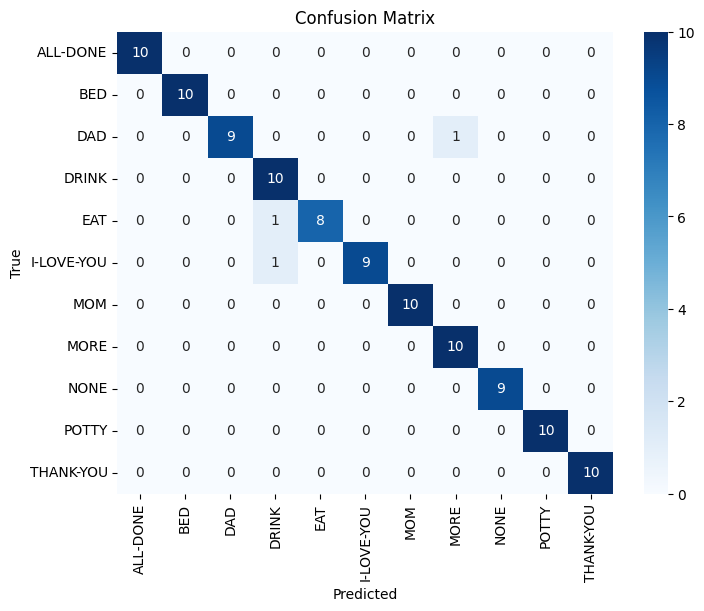 Confusion Matrix
ALL-DONE 10 0 0 0 0 0 0 0 0 0 0
BED 0 10 0 0 0 0 0 0 0 0 0
DAD 0 0 9 0 0 0 0 1 0 0 0
DRINK 0 0 0 10 0 0 0 0 0 0 0
EAT 0 0 0 1 8 0 0 0 0 0 0
I-LOVE-YOU 0 0 0 1 0 9 0 0 0 0 0
MOM 0 0 0 0 0 0 10 0 0 0 0
MORE 0 0 0 0 0 0 0 10 0 0 0
NONE 0 0 0 0 0 0 0 0 9 0 0
POTTY 0 0 0 0 0 0 0 0 0 10 0
THANK-YOU 0 0 0 0 0 0 0 0 0 0 10
True
ALL-DONE BED DAD DRINK EAT I-LOVE-YOU MOM MORE NONE POTTY THANK-YOU
Predicted
10
8
6
4
2
0